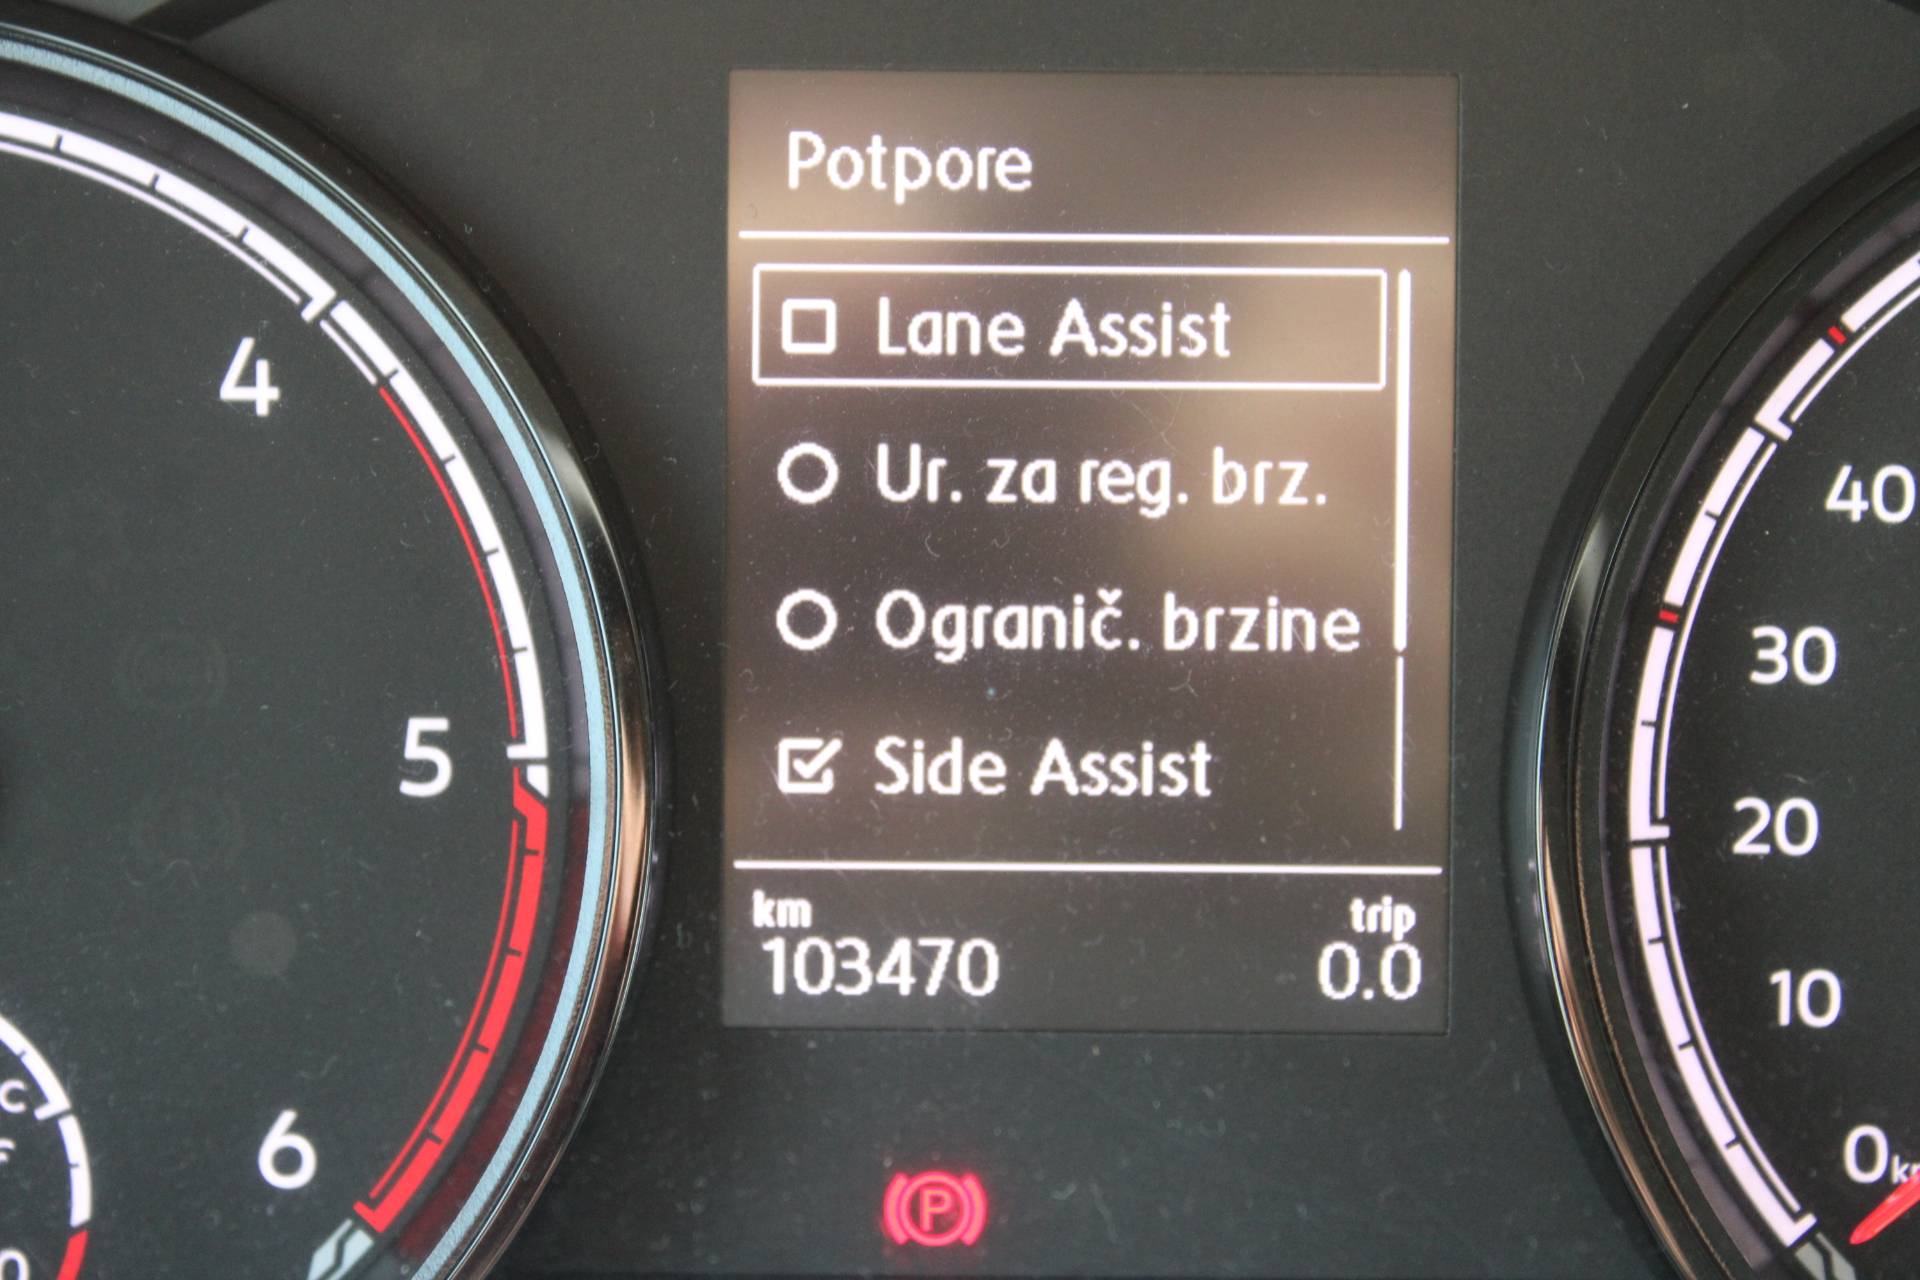 Potpore
Lane Assist
Ur. za reg. brz.
Ogranič. brzine
Side Assist
km
trip
103470
0.0
4
5
6
40
30
20
10
0
P
C